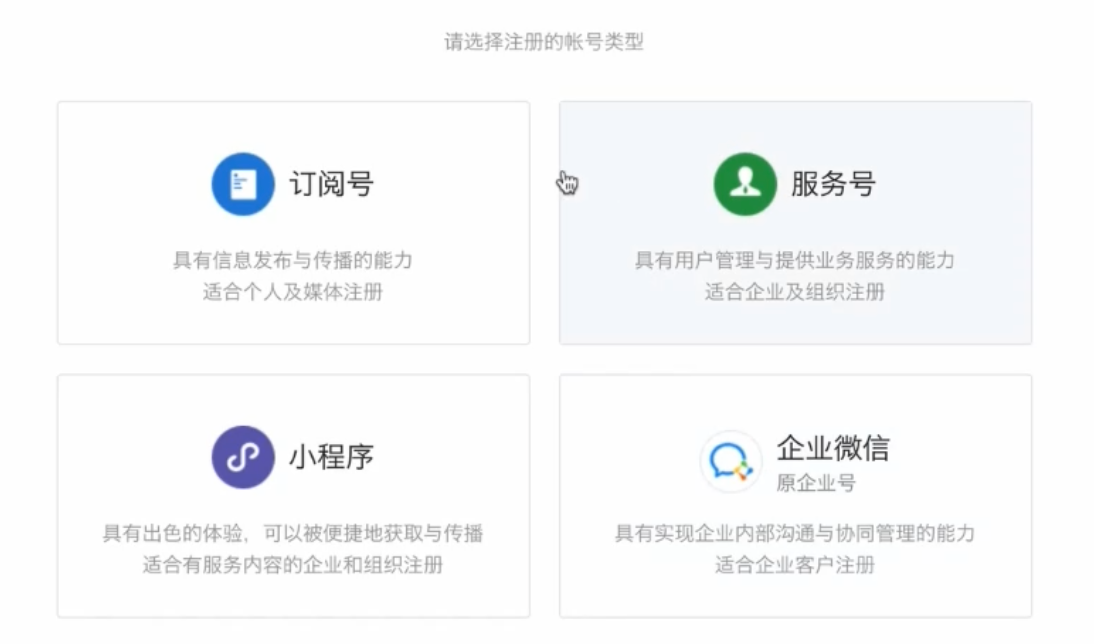 请选择注册的帐号类型
订阅号
具有信息发布与传播的能力
适合个人及媒体注册
服务号
具有用户管理与提供业务服务的能力
适合企业及组织注册
小程序
具有出色的体验，可以被便捷地获取与传播
适合有服务内容的企业和组织注册
企业微信
原企业号
具有实现企业内部沟通与协同管理的能力
适合企业客户注册